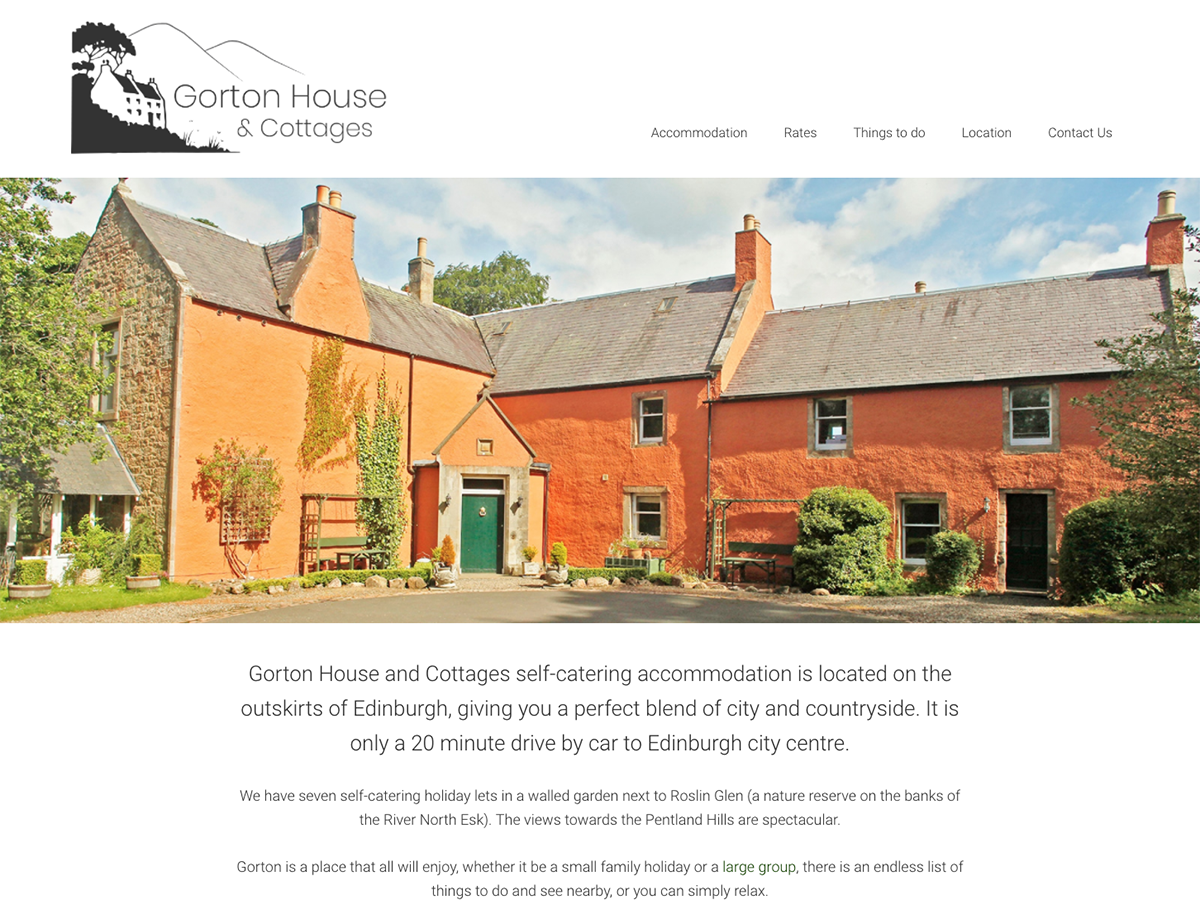 Gorton House
& Cottages
Accommodation Rates Things to do Location Contact Us
Gorton House and Cottages self-catering accommodation is located on the
outskirts of Edinburgh, giving you a perfect blend of city and countryside. It is
only a 20 minute drive by car to Edinburgh city centre.
We have seven self-catering holiday lets in a walled garden next to Roslin Glen (a nature reserve on the banks of
the River North Esk). The views towards the Pentland Hills are spectacular.
Gorton is a place that all will enjoy, whether it be a small family holiday or a large group, there is an endless list of
things to do and see nearby, or you can simply relax.